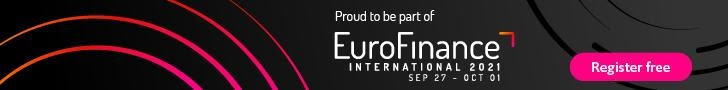 Proud to be part of
EuroFinance
INTERNATIONAL 2021
SEP 27 - OCT 01
Register free